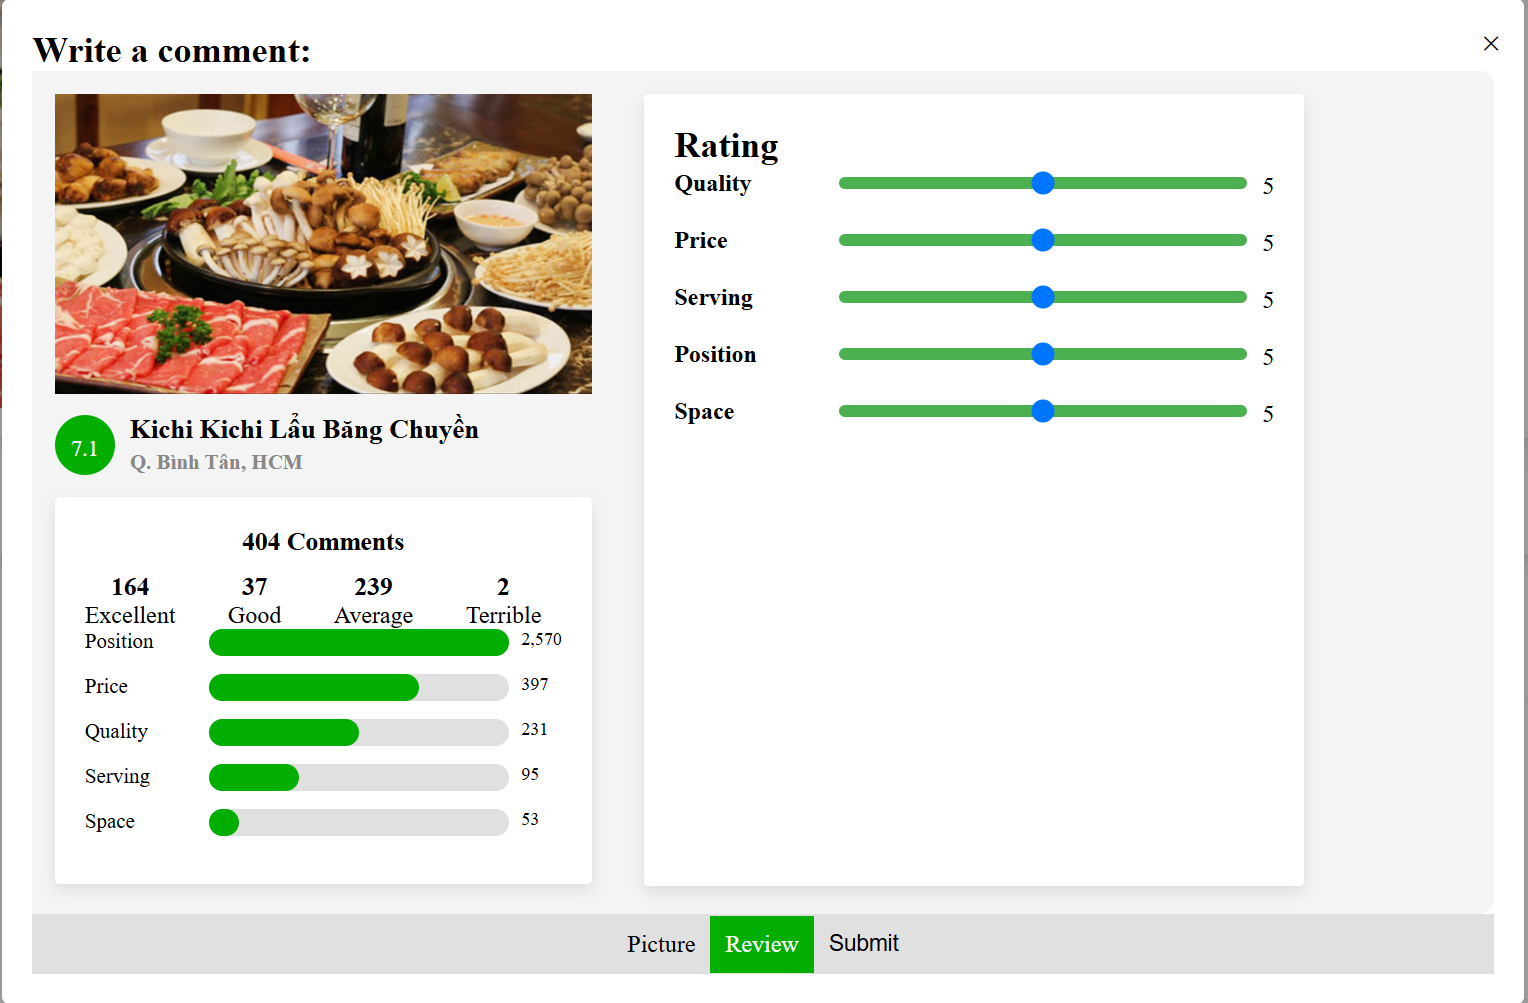 Write a comment:
7.1
Kichi Kichi Lẩu Băng Chuyền
Q. Bình Tân, HCM
404 Comments
164 37 239 2
Excellent Good Average Terrible
Position 2,570
Price 397
Quality 231
Serving 95
Space 53
Rating
Quality 5
Price 5
Serving 5
Position 5
Space 5
Picture Review Submit